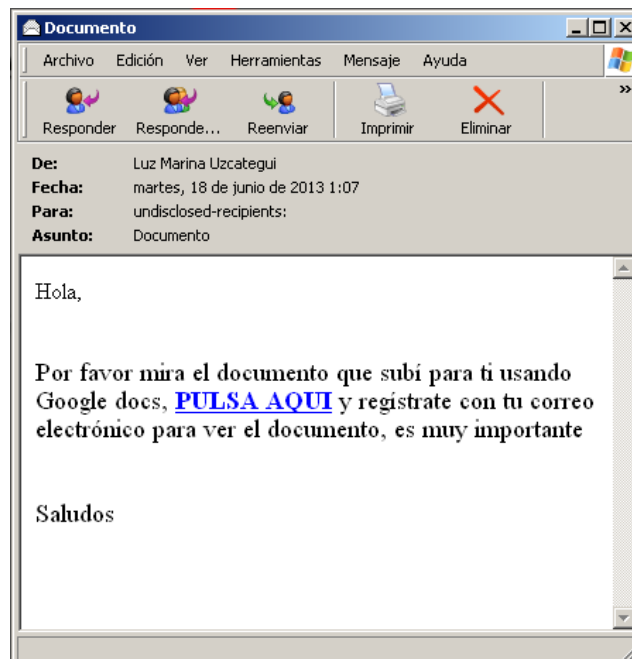 Documento
Archivo Edición Ver Herramientas Mensaje Ayuda
»
Responder Responde... Reenviar Imprimir Eliminar
De: Luz Marina Uzcategui
Fecha: martes, 18 de junio de 2013 1:07
Para: undisclosed-recipients:
Asunto: Documento
Hola,
Por favor mira el documento que subí para ti usando
Google docs, PULSA AQUI y regístrate con tu correo
electrónico para ver el documento, es muy importante
Saludos